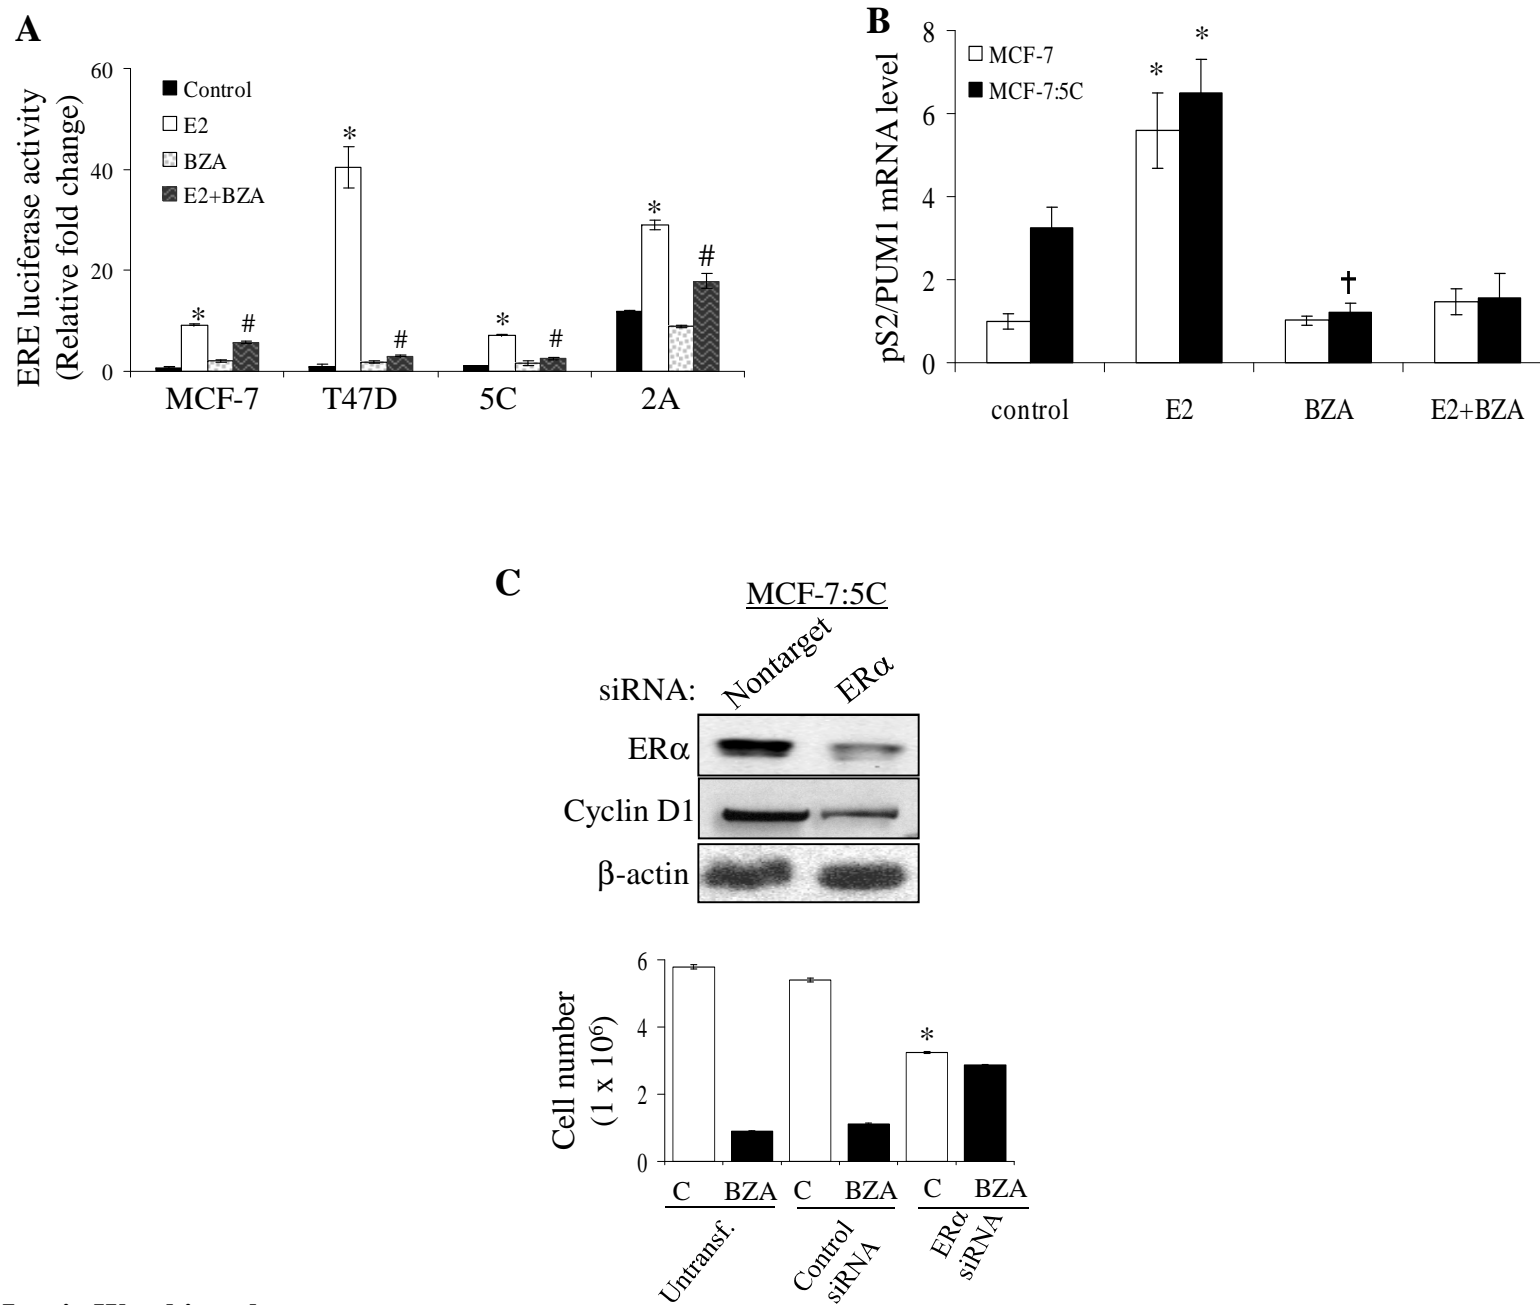 A
ERE luciferase activity
(Relative fold change)
60
40
20
0
Control
E2
BZA
E2+BZA
*
#
*
#
*
#
*
#
MCF-7 T47D 5C 2A
B
pS2/PUM1 mRNA level
8
6
4
2
0
MCF-7
MCF-7:5C
*
*
†
control E2 BZA E2+BZA
C
MCF-7:5C
siRNA: Nontarget ERα
ERα
Cyclin D1
β-actin
Cell number
(1 x 10⁶)
6
4
2
0
*
C BZA C BZA C BZA
Untransf.
Control
siRNA
ERα
siRNA